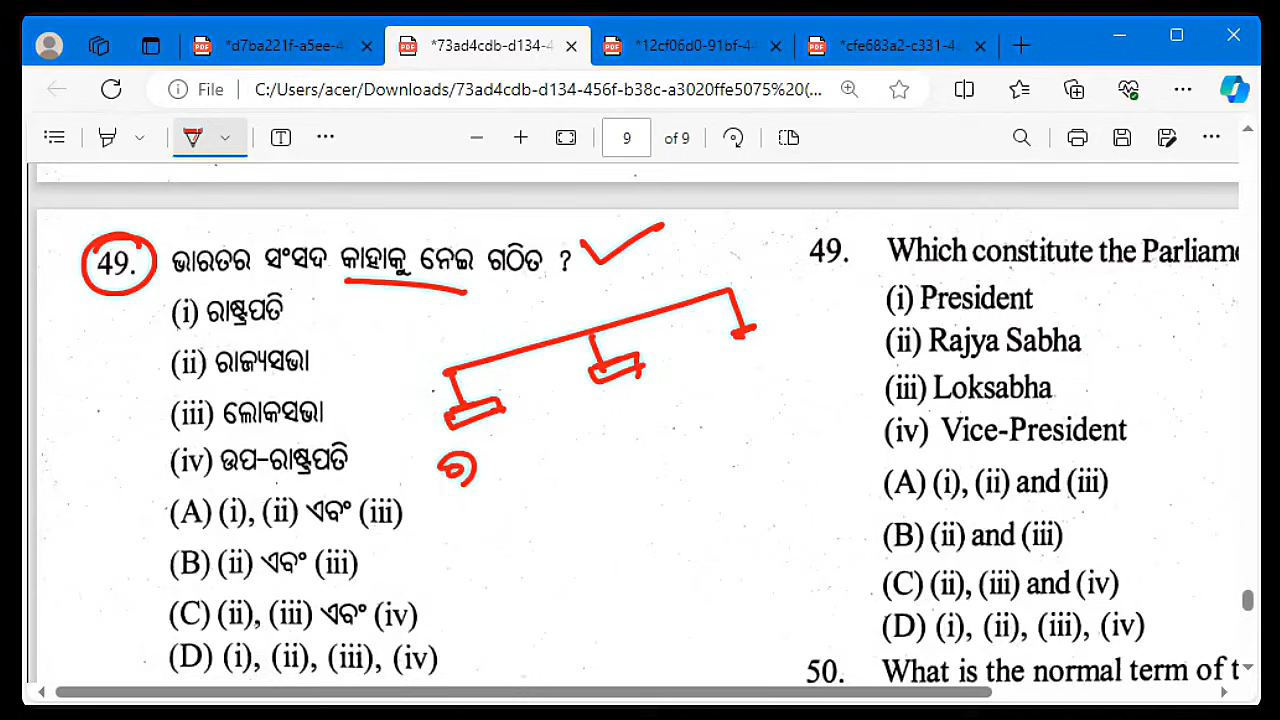 *d7ba221f-a5ee-4
*73ad4cdb-d134-4
*12cf06d0-91bf-4
*cfe683a2-c331-4
File
C:/Users/acer/Downloads/73ad4cdb-d134-456f-b38c-a3020ffe5075%20(...
9 of 9
49. ଭାରତର ସଂସଦ କାହାକୁ ନେଇ ଗଠିତ ?
(i) ରାଷ୍ଟ୍ରପତି
(ii) ରାଜ୍ୟସଭା
(iii) ଲୋକସଭା
(iv) ଉପ-ରାଷ୍ଟ୍ରପତି
(A) (i), (ii) ଏବଂ (iii)
(B) (ii) ଏବଂ (iii)
(C) (ii), (iii) ଏବଂ (iv)
(D) (i), (ii), (iii), (iv)
49. Which constitute the Parliame
(i) President
(ii) Rajya Sabha
(iii) Loksabha
(iv) Vice-President
(A) (i), (ii) and (iii)
(B) (ii) and (iii)
(C) (ii), (iii) and (iv)
(D) (i), (ii), (iii), (iv)
50. What is the normal term of t